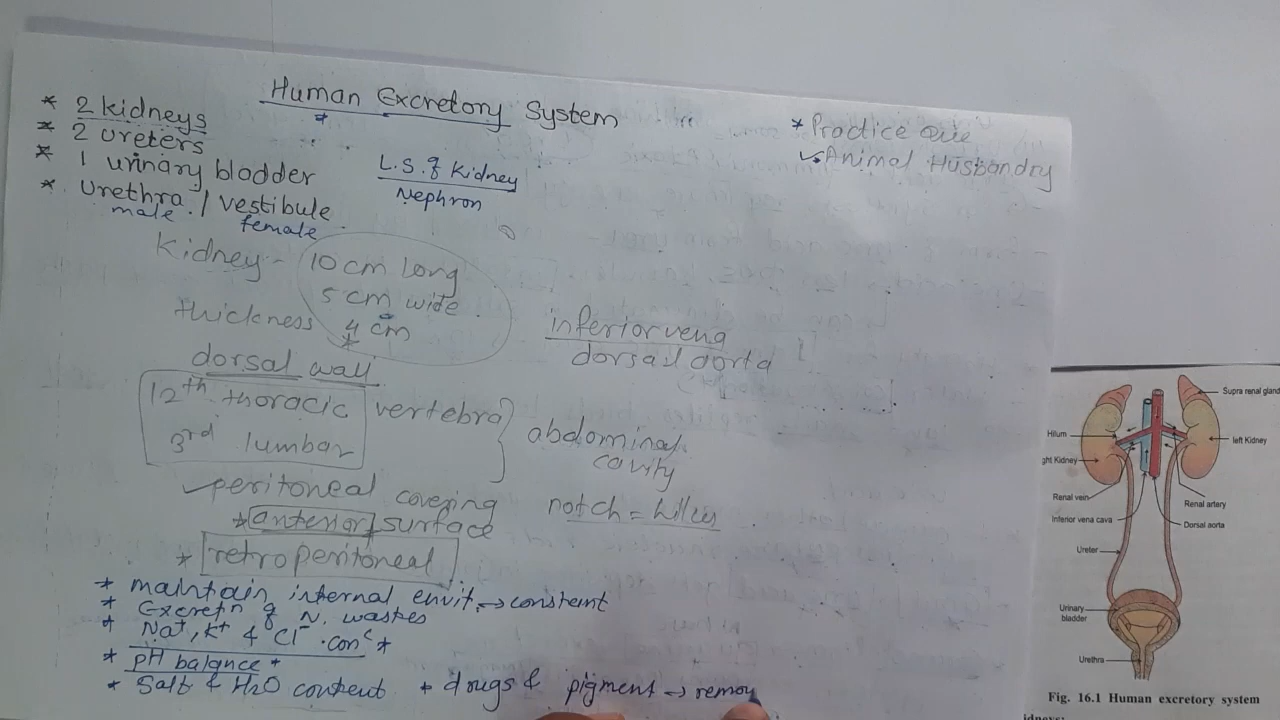 Human Excretory System
* 2 kidneys
* 2 ureters
* 1 urinary bladder
* Urethra / vestibule
male female
L.S. of Kidney
Nephron
* Practice Que
Animal Husbandry
Kidney - 10 cm long
5 cm wide
thickness 4 cm
dorsal wall
12th thoracic vertebra
3rd lumbar
abdominal cavity
inferior vena
dorsal aorta
peritoneal covering
* anterior surface
notch = hilus
* retroperitoneal
* maintain internal envit. → constant
* Excretn of N. wastes
* Na+, K+ & Cl- conc *
* pH balance *
* Salt & H2O content * drugs & pigment → remov
Supra renal gland
Hilum
left Kidney
ght Kidney
Renal vein
Renal artery
Inferior vena cava
Dorsal aorta
Ureter
Urinary bladder
Urethra
Fig. 16.1 Human excretory system
idneys: